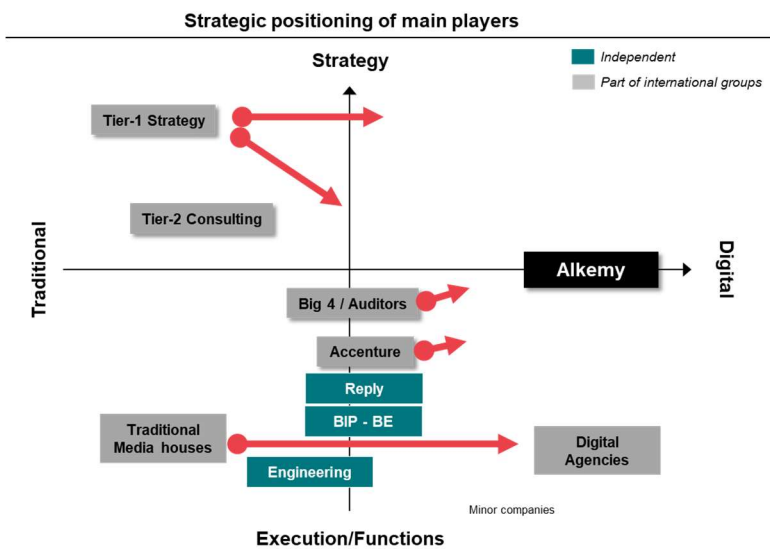 Strategic positioning of main players
Strategy
Independent
Part of international groups
Tier-1 Strategy
Tier-2 Consulting
Traditional
Alkemy
Digital
Big 4 / Auditors
Accenture
Reply
BIP - BE
Traditional
Media houses
Digital
Agencies
Engineering
Minor companies
Execution/Functions